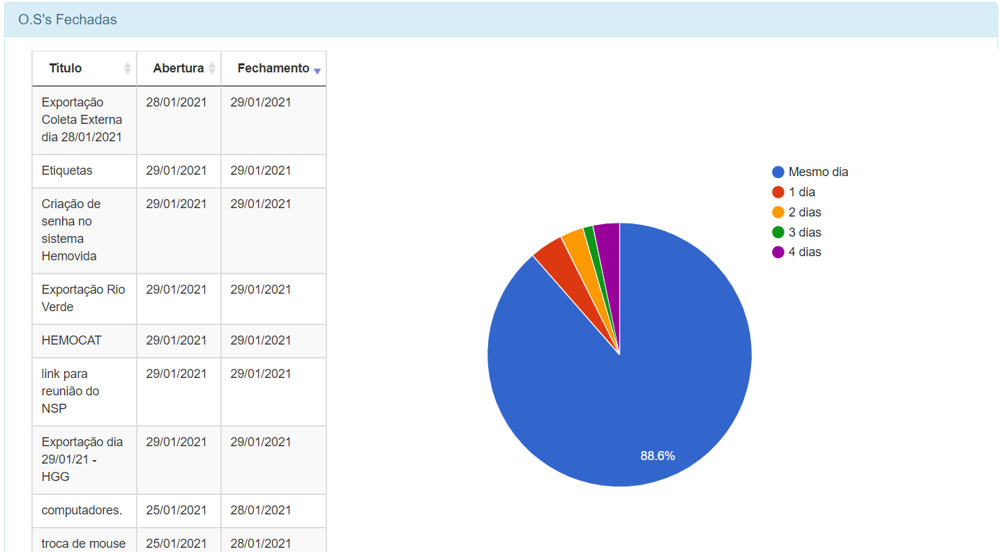 O.S's Fechadas
Título Abertura Fechamento
Exportação 28/01/2021 29/01/2021
Coleta Externa
dia 28/01/2021
Etiquetas 29/01/2021 29/01/2021
Criação de 29/01/2021 29/01/2021
senha no
sistema
Hemovida
Exportação Rio 29/01/2021 29/01/2021
Verde
HEMOCAT 29/01/2021 29/01/2021
link para 29/01/2021 29/01/2021
reunião do
NSP
Exportação dia 29/01/2021 29/01/2021
29/01/21 -
HGG
computadores. 25/01/2021 28/01/2021
troca de mouse 25/01/2021 28/01/2021
Mesmo dia
1 dia
2 dias
3 dias
4 dias
88.6%